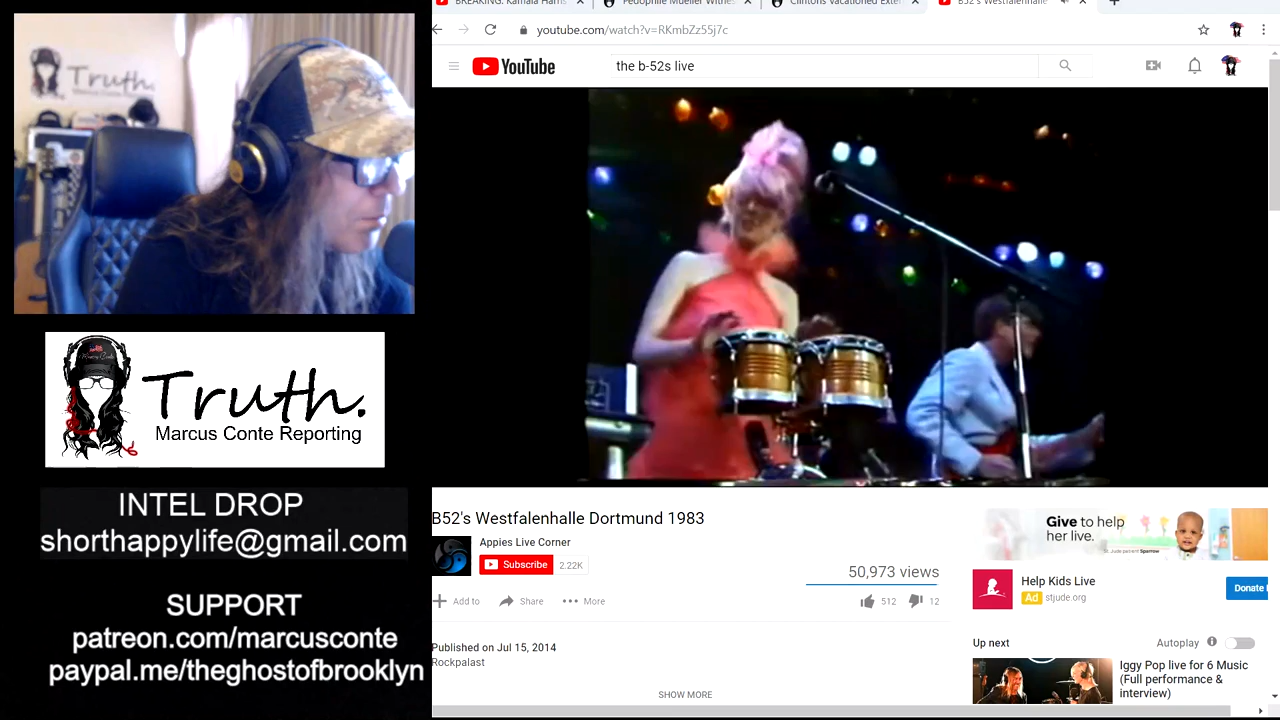 Truth.
BREAKING: Kamala Harris
Pedophile Mueller Witnes
Clintons Vacationed Exte
B52's Westfalenhalle
youtube.com/watch?v=RKmbZz55j7c
YouTube
the b-52s live
Truth.
Marcus Conte Reporting
INTEL DROP
shorthappylife@gmail.com
SUPPORT
patreon.com/marcusconte
paypal.me/theghostofbrooklyn
B52's Westfalenhalle Dortmund 1983
Appies Live Corner
Subscribe 2.22K
50,973 views
Add to Share More
512 12
Published on Jul 15, 2014
Rockpalast
SHOW MORE
Give to help
her live.
St. Jude patient Sparrow
Help Kids Live
Ad stjude.org
Donate
Up next Autoplay
Iggy Pop live for 6 Music
(Full performance &
interview)